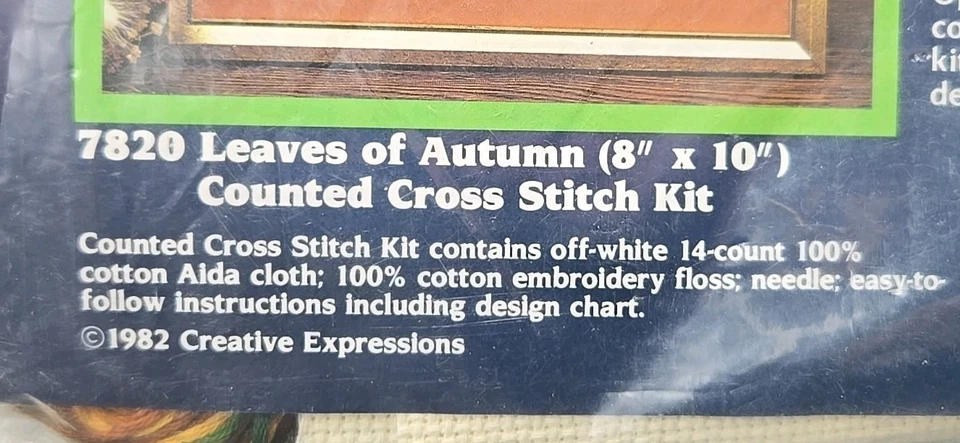 7820 Leaves of Autumn (8" x 10")
Counted Cross Stitch Kit
Counted Cross Stitch Kit contains off-white 14-count 100%
cotton Aida cloth; 100% cotton embroidery floss; needle; easy-to-
follow instructions including design chart.
©1982 Creative Expressions